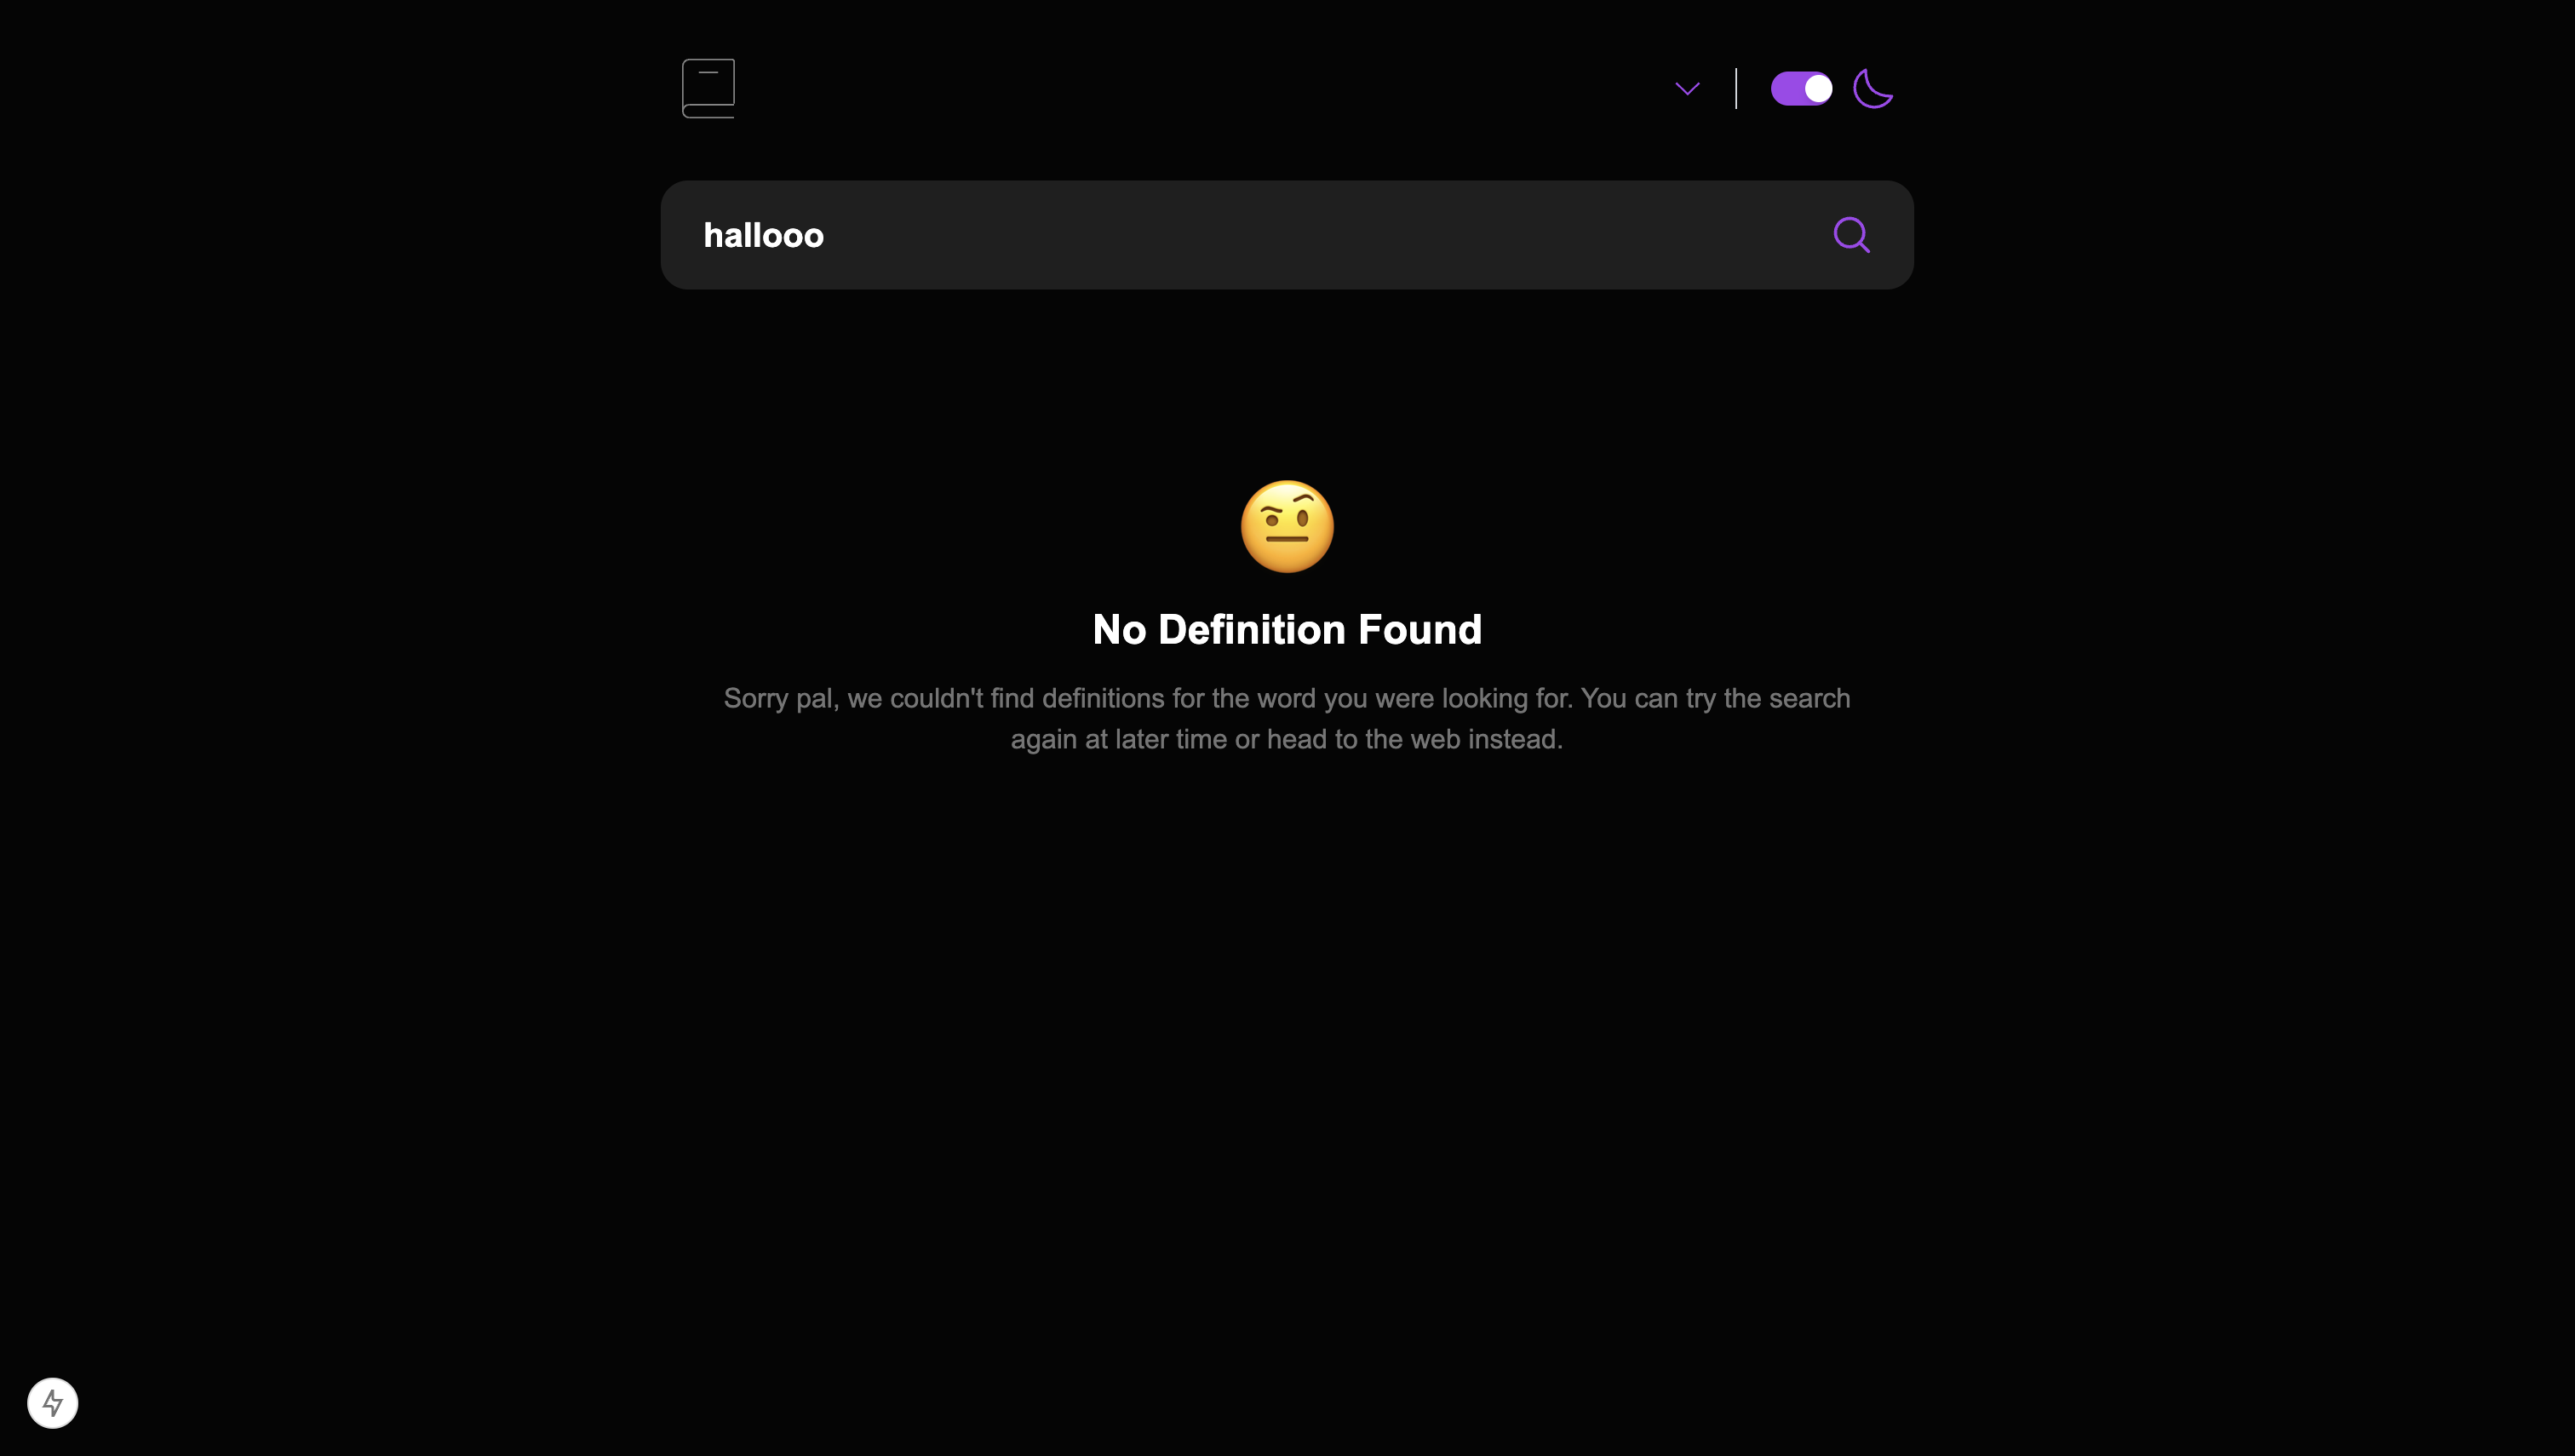 hallooo
No Definition Found
Sorry pal, we couldn't find definitions for the word you were looking for. You can try the search
again at later time or head to the web instead.